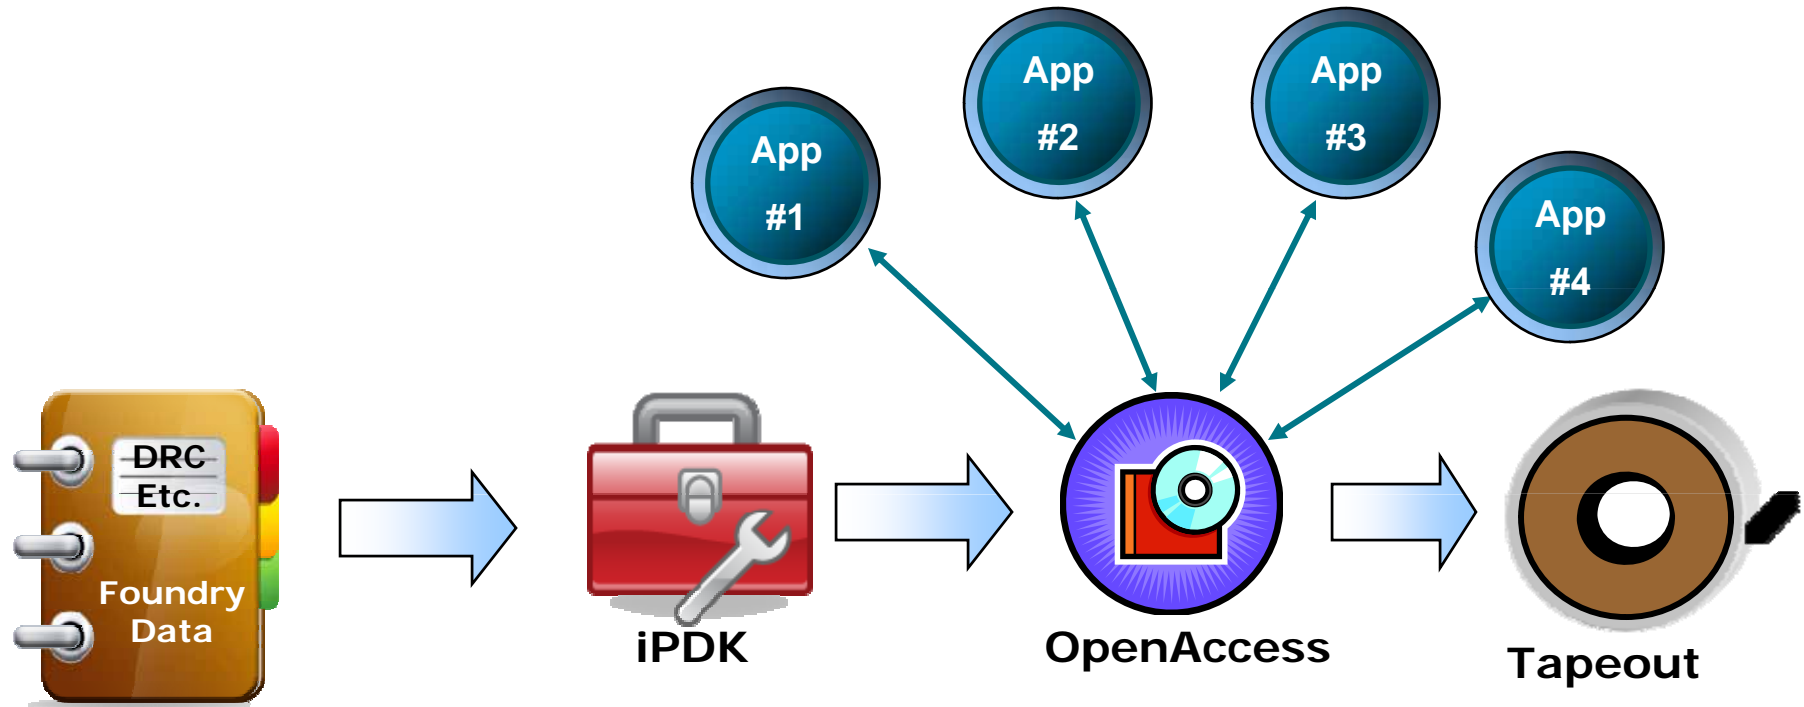 App
#1
App
#2
App
#3
App
#4
DRC
Etc.
Foundry
Data
iPDK
OpenAccess
Tapeout